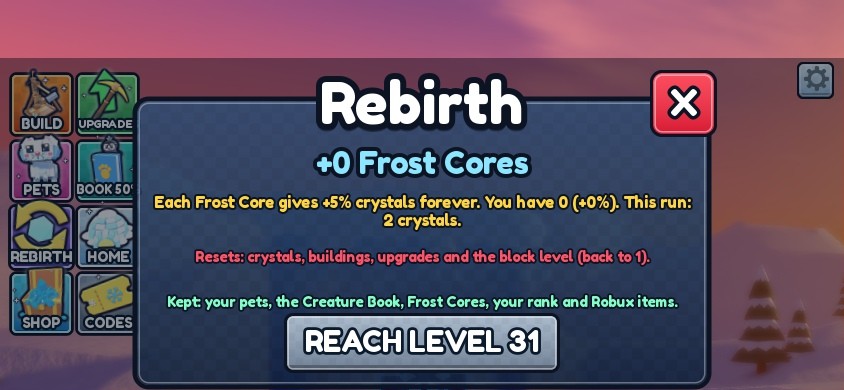 Rebirth
+0 Frost Cores
Each Frost Core gives +5% crystals forever. You have 0 (+0%). This run:
2 crystals.
Resets: crystals, buildings, upgrades and the block level (back to 1).
Kept: your pets, the Creature Book, Frost Cores, your rank and Robux items.
REACH LEVEL 31
BUILD
UPGRADE
PETS
BOOK 50
REBIRTH
HOME
SHOP
CODES